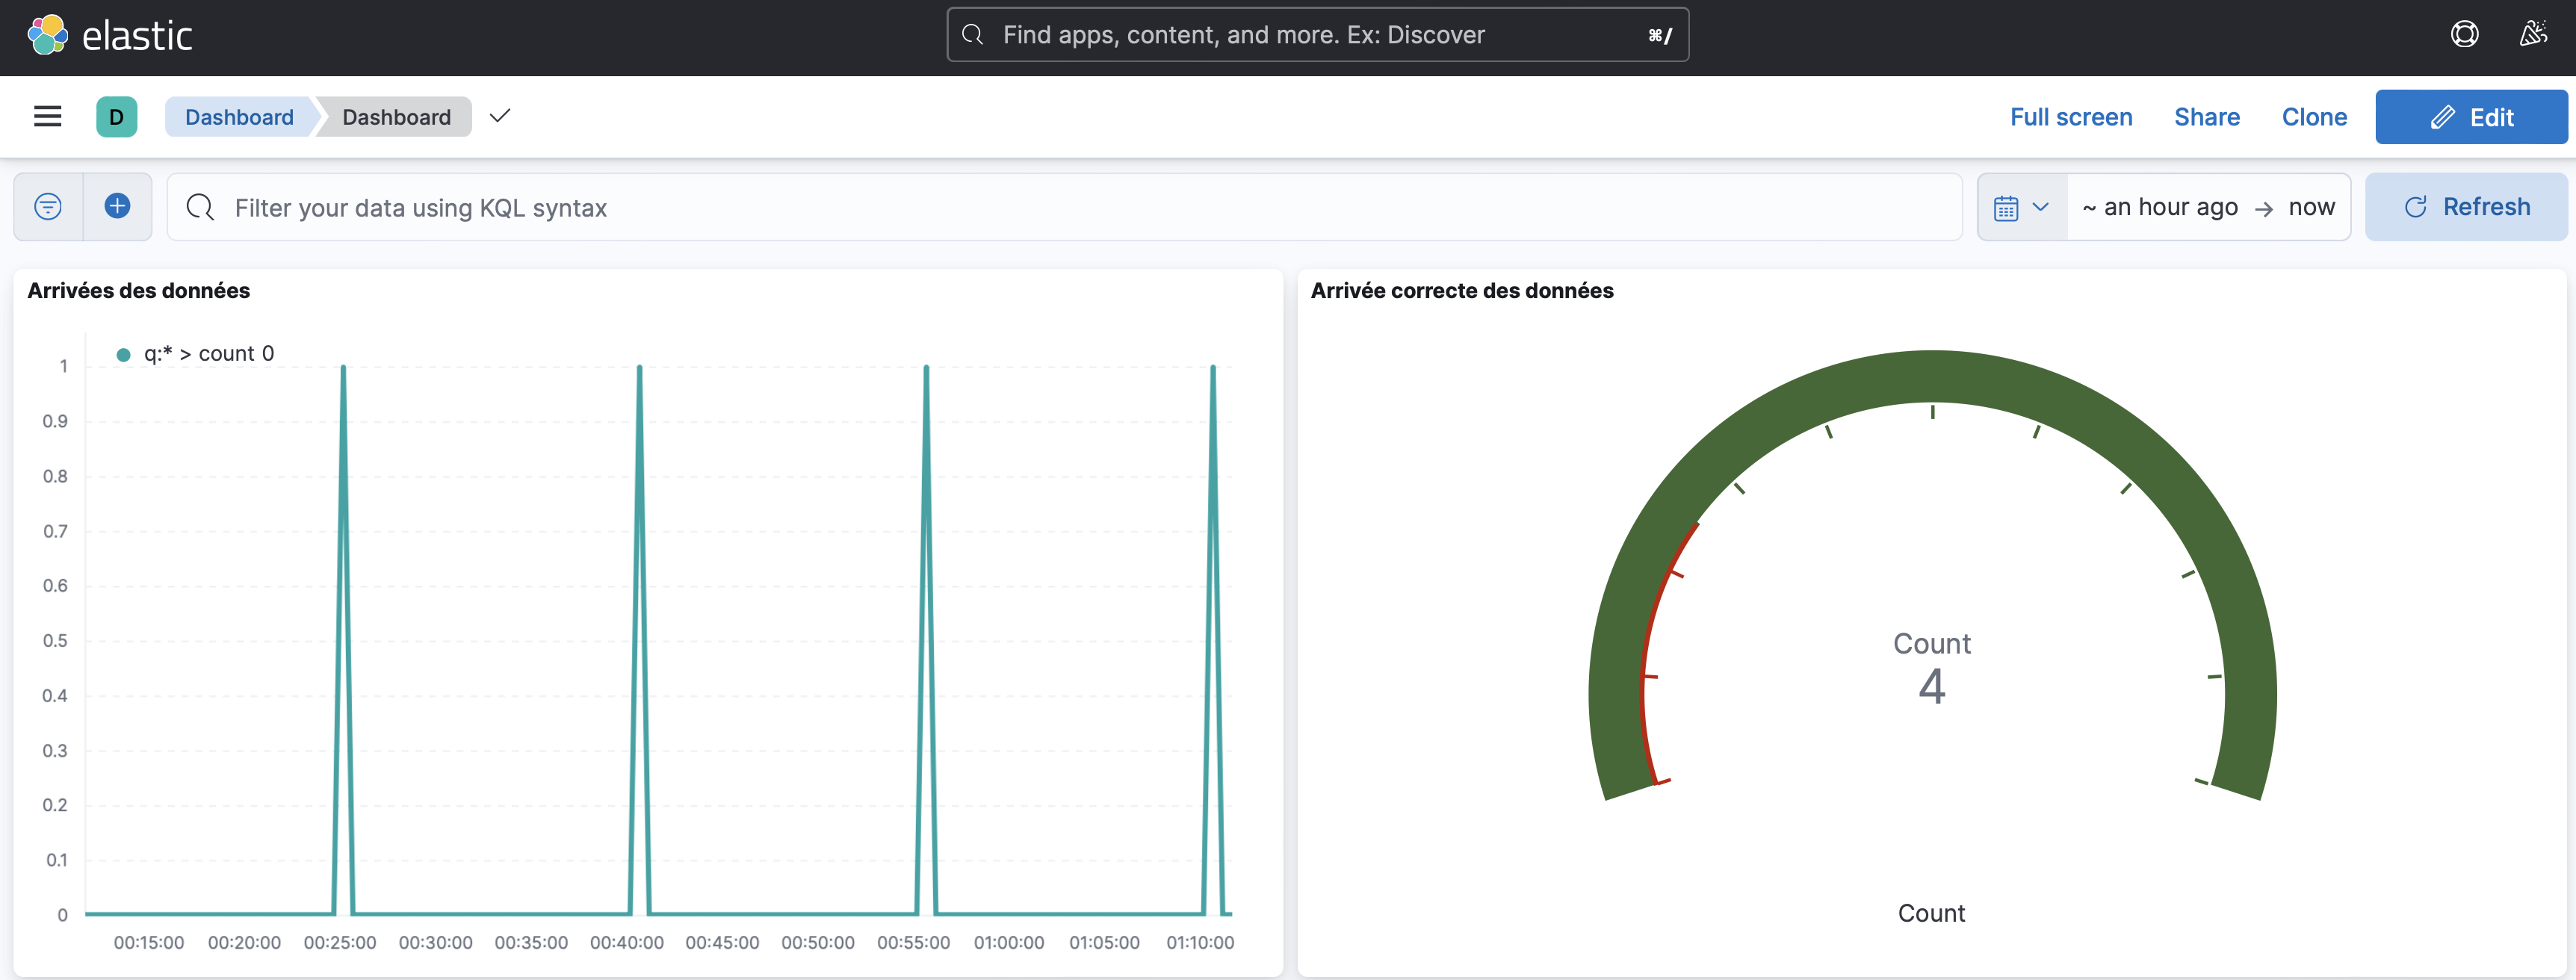 elastic
Find apps, content, and more. Ex: Discover
⌘/
D
Dashboard
Dashboard
Full screen
Share
Clone
Edit
Filter your data using KQL syntax
~ an hour ago → now
Refresh
Arrivées des données
q:* > count 0
1
0.9
0.8
0.7
0.6
0.5
0.4
0.3
0.2
0.1
0
00:15:00 00:20:00 00:25:00 00:30:00 00:35:00 00:40:00 00:45:00 00:50:00 00:55:00 01:00:00 01:05:00 01:10:00
Arrivée correcte des données
Count
4
Count